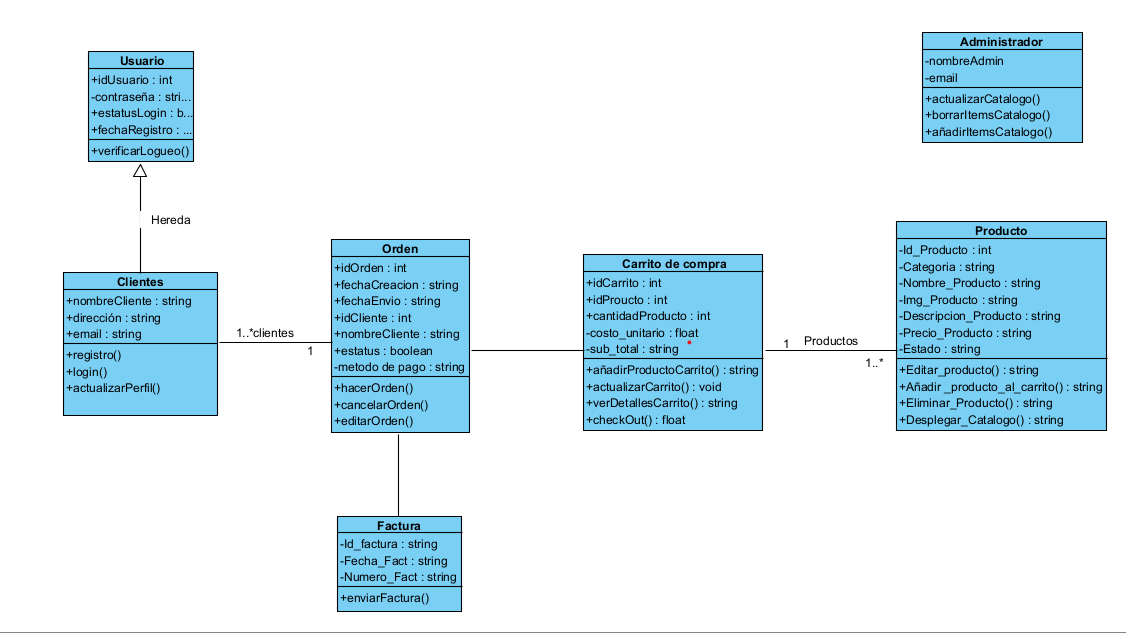 Usuario
+idUsuario : int
-contraseña : stri...
+estatusLogin : b...
+fechaRegistro : ...
+verificarLogueo()
Hereda
Clientes
+nombreCliente : string
+dirección : string
+email : string
+registro()
+login()
+actualizarPerfil()
1..*clientes
1
Orden
+idOrden : int
+fechaCreacion : string
+fechaEnvio : string
+idCliente : int
+nombreCliente : string
+estatus : boolean
-metodo de pago : string
+hacerOrden()
+cancelarOrden()
+editarOrden()
Factura
-Id_factura : string
-Fecha_Fact : string
-Numero_Fact : string
+enviarFactura()
Carrito de compra
+idCarrito : int
+idProucto : int
+cantidadProducto : int
-costo_unitario : float
-sub_total : string
+añadirProductoCarrito() : string
+actualizarCarrito() : void
+verDetallesCarrito() : string
+checkOut() : float
1 Productos
1..*
Administrador
-nombreAdmin
-email
+actualizarCatalogo()
+borrarItemsCatalogo()
+añadirItemsCatalogo()
Producto
-Id_Producto : int
-Categoria : string
-Nombre_Producto : string
-Img_Producto : string
-Descripcion_Producto : string
-Precio_Producto : string
-Estado : string
+Editar_producto() : string
+Añadir _producto_al_carrito() : string
+Eliminar_Producto() : string
+Desplegar_Catalogo() : string